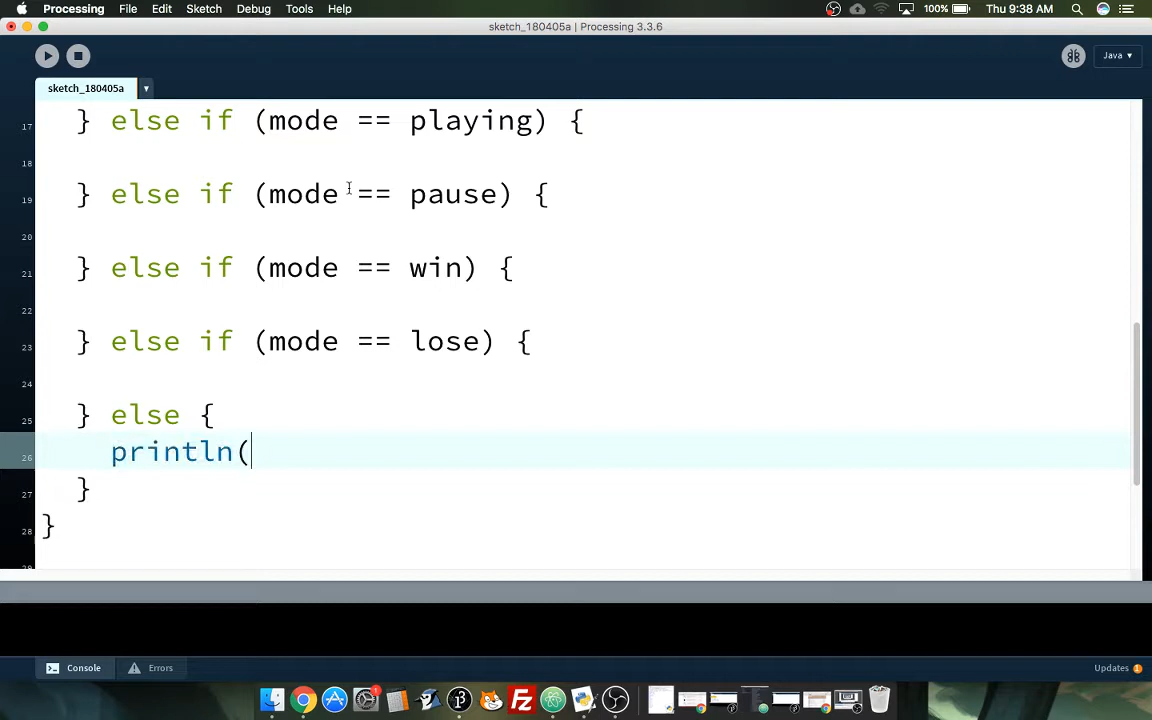 Processing File Edit Sketch Debug Tools Help 100% Thu 9:38 AM
sketch_180405a | Processing 3.3.6
Java ▾
sketch_180405a ▾
17 } else if (mode == playing) {
18
19 } else if (mode == pause) {
20
21 } else if (mode == win) {
22
23 } else if (mode == lose) {
24
25 } else {
26 println(
27 }
28 }
Console Errors Updates 1